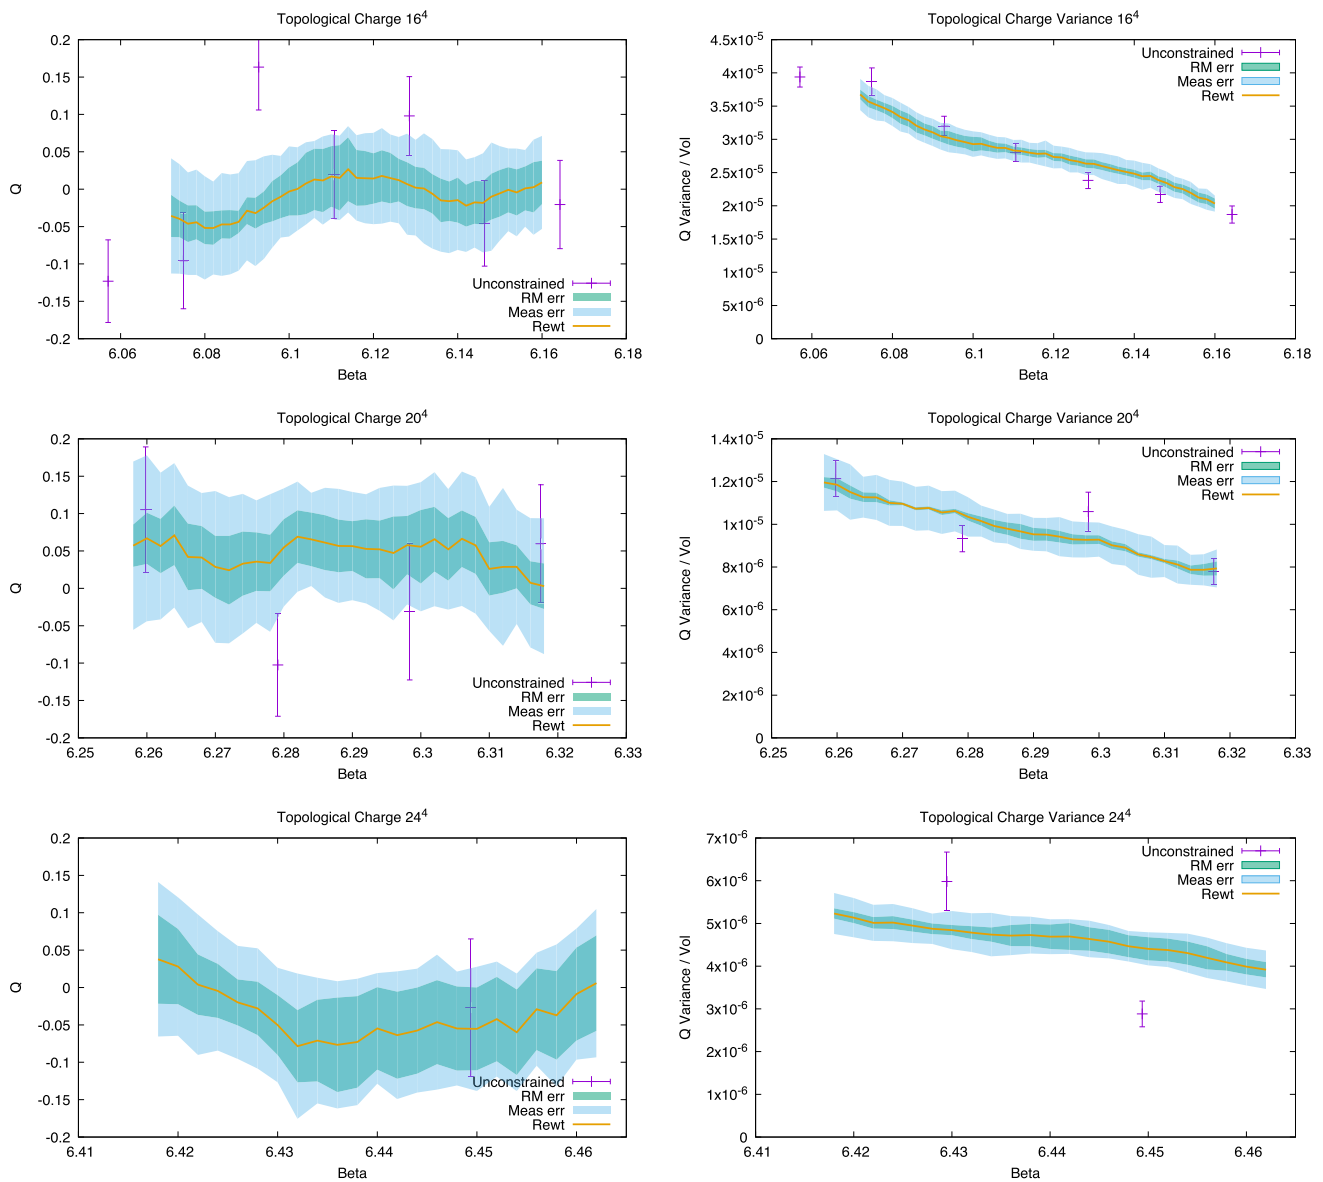 Topological Charge 16⁴
0.2
0.15
0.1
0.05
0
-0.05
-0.1
-0.15
-0.2
Q
Unconstrained
RM err
Meas err
Rewt
6.06 6.08 6.1 6.12 6.14 6.16 6.18
Beta
Topological Charge Variance 16⁴
4.5x10⁻⁵
4x10⁻⁵
3.5x10⁻⁵
3x10⁻⁵
2.5x10⁻⁵
2x10⁻⁵
1.5x10⁻⁵
1x10⁻⁵
5x10⁻⁶
0
Q Variance / Vol
Unconstrained
RM err
Meas err
Rewt
6.06 6.08 6.1 6.12 6.14 6.16 6.18
Beta
Topological Charge 20⁴
0.2
0.15
0.1
0.05
0
-0.05
-0.1
-0.15
-0.2
Q
Unconstrained
RM err
Meas err
Rewt
6.25 6.26 6.27 6.28 6.29 6.3 6.31 6.32 6.33
Beta
Topological Charge Variance 20⁴
1.4x10⁻⁵
1.2x10⁻⁵
1x10⁻⁵
8x10⁻⁶
6x10⁻⁶
4x10⁻⁶
2x10⁻⁶
0
Q Variance / Vol
Unconstrained
RM err
Meas err
Rewt
6.25 6.26 6.27 6.28 6.29 6.3 6.31 6.32 6.33
Beta
Topological Charge 24⁴
0.2
0.15
0.1
0.05
0
-0.05
-0.1
-0.15
-0.2
Q
Unconstrained
RM err
Meas err
Rewt
6.41 6.42 6.43 6.44 6.45 6.46
Beta
Topological Charge Variance 24⁴
7x10⁻⁶
6x10⁻⁶
5x10⁻⁶
4x10⁻⁶
3x10⁻⁶
2x10⁻⁶
1x10⁻⁶
0
Q Variance / Vol
Unconstrained
RM err
Meas err
Rewt
6.41 6.42 6.43 6.44 6.45 6.46
Beta